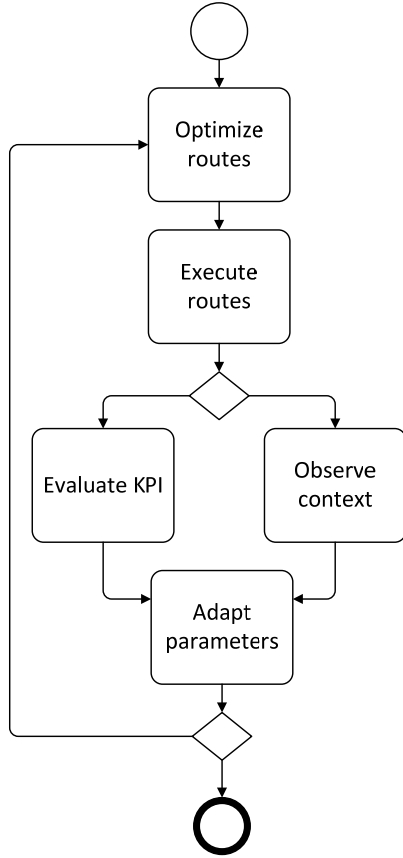 Optimize
routes
Execute
routes
Evaluate KPI
Observe
context
Adapt
parameters